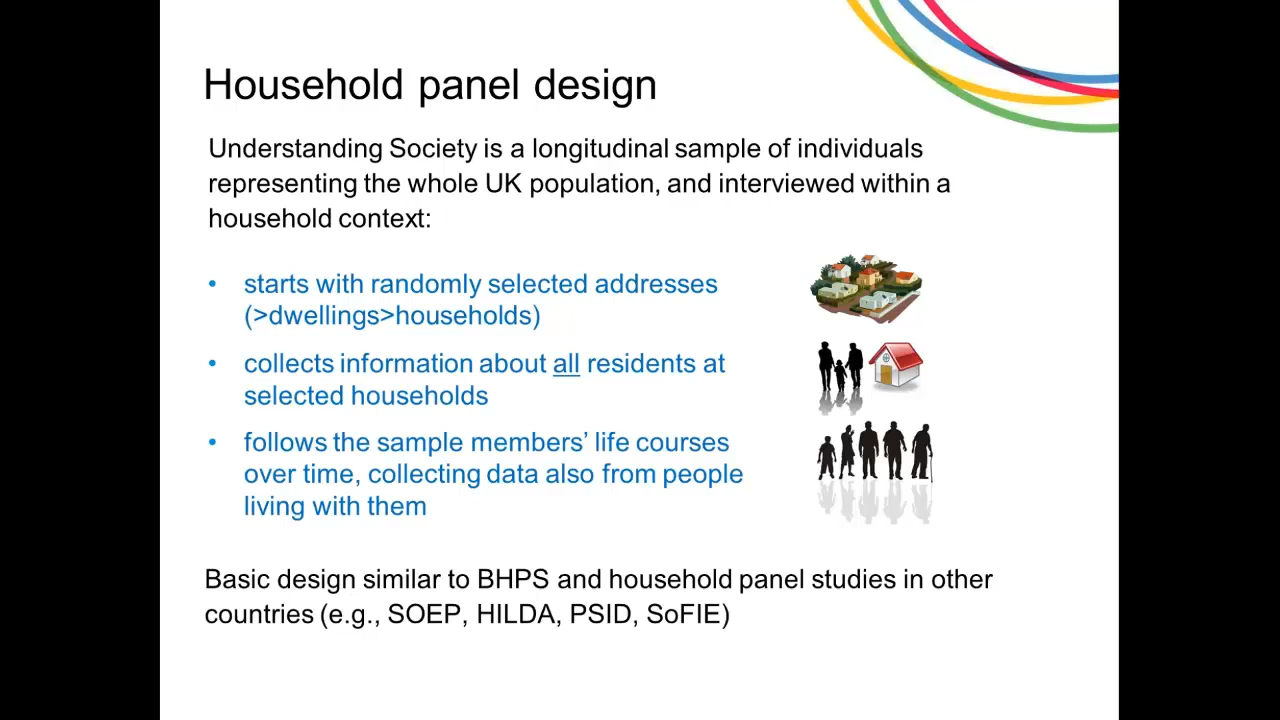 Household panel design
Understanding Society is a longitudinal sample of individuals
representing the whole UK population, and interviewed within a
household context:
• starts with randomly selected addresses
(>dwellings>households)
• collects information about all residents at
selected households
• follows the sample members’ life courses
over time, collecting data also from people
living with them
Basic design similar to BHPS and household panel studies in other
countries (e.g., SOEP, HILDA, PSID, SoFIE)